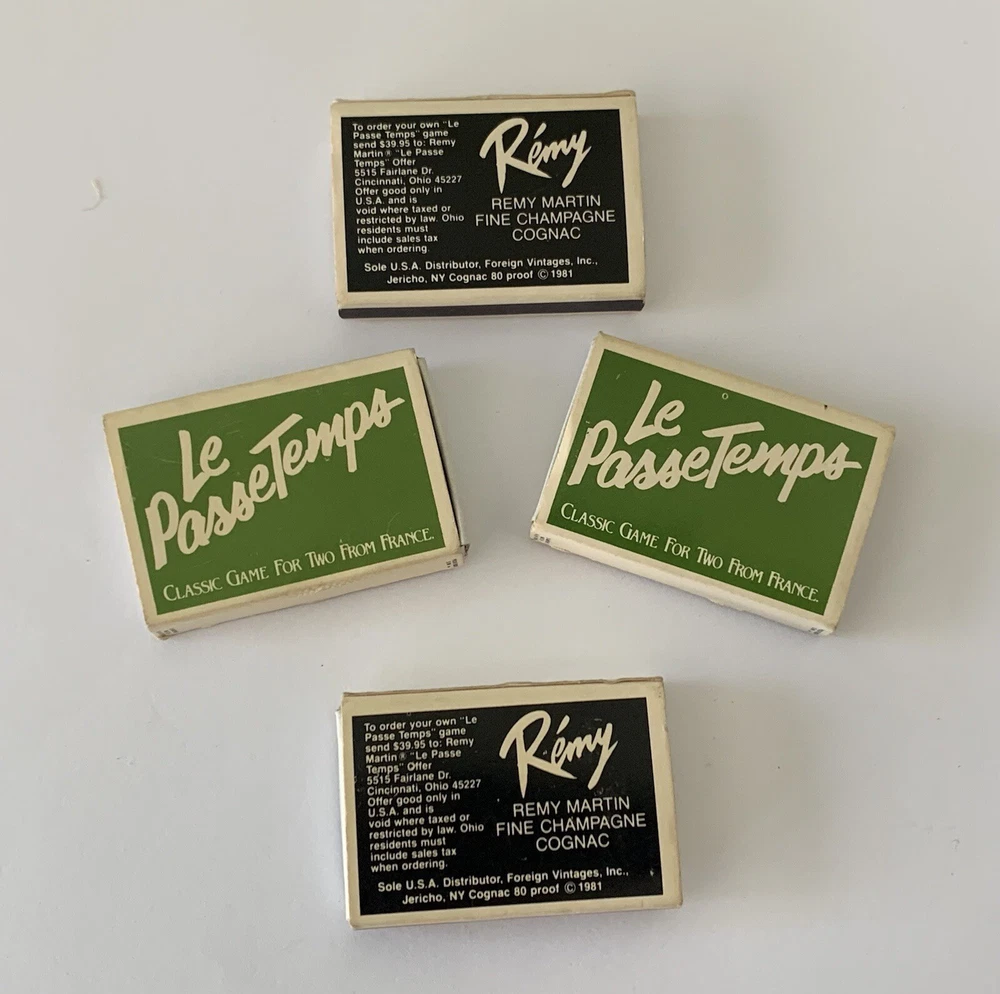 To order your own "Le
Passe Temps" game
send $39.95 to: Remy
Martin® "Le Passe
Temps" Offer
5515 Fairlane Dr.
Cincinnati, Ohio 45227
Offer good only in
U.S.A. and is
void where taxed or
restricted by law. Ohio
residents must
include sales tax
when ordering.
Rémy
REMY MARTIN
FINE CHAMPAGNE
COGNAC
Sole U.S.A. Distributor, Foreign Vintages, Inc.,
Jericho, NY Cognac 80 proof © 1981
Le
PasseTemps
CLASSIC GAME FOR TWO FROM FRANCE.
Le
PasseTemps
CLASSIC GAME FOR TWO FROM FRANCE.
To order your own "Le
Passe Temps" game
send $39.95 to: Remy
Martin® "Le Passe
Temps" Offer
5515 Fairlane Dr.
Cincinnati, Ohio 45227
Offer good only in
U.S.A. and is
void where taxed or
restricted by law. Ohio
residents must
include sales tax
when ordering.
Rémy
REMY MARTIN
FINE CHAMPAGNE
COGNAC
Sole U.S.A. Distributor, Foreign Vintages, Inc.,
Jericho, NY Cognac 80 proof © 1981